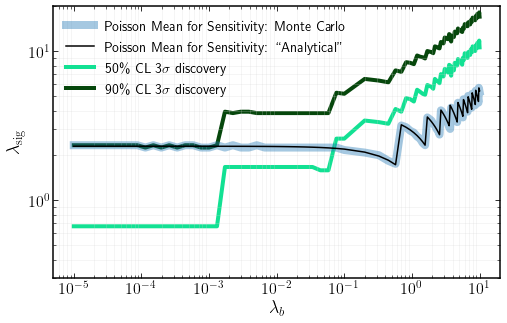 Poisson Mean for Sensitivity: Monte Carlo
Poisson Mean for Sensitivity: “Analytical”
50% CL 3σ discovery
90% CL 3σ discovery
10¹
10⁰
λsig
10⁻⁵ 10⁻⁴ 10⁻³ 10⁻² 10⁻¹ 10⁰ 10¹
λb